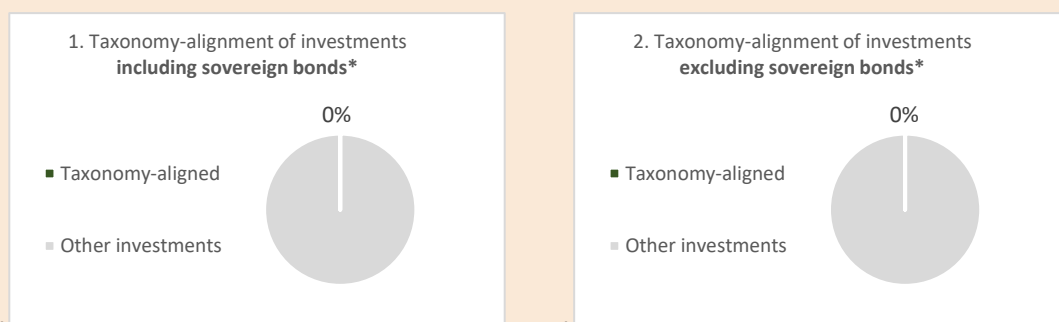 1. Taxonomy-alignment of investments
including sovereign bonds*
0%
Taxonomy-aligned
Other investments
2. Taxonomy-alignment of investments
excluding sovereign bonds*
0%
Taxonomy-aligned
Other investments